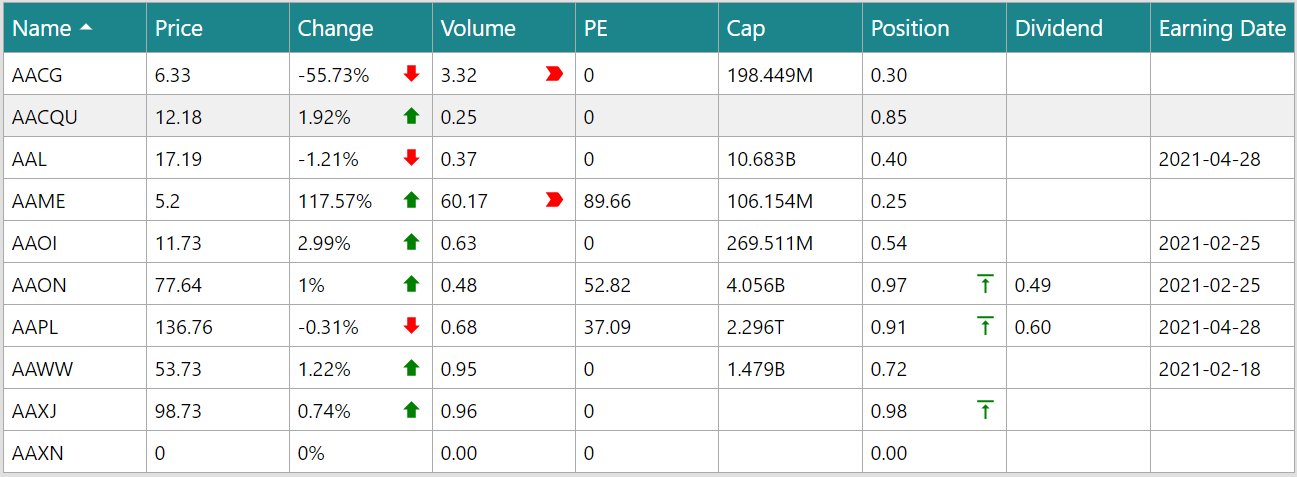 Name Price Change Volume PE Cap Position Dividend Earning Date
AACG 6.33 -55.73% 3.32 0 198.449M 0.30
AACQU 12.18 1.92% 0.25 0 0.85
AAL 17.19 -1.21% 0.37 0 10.683B 0.40 2021-04-28
AAME 5.2 117.57% 60.17 89.66 106.154M 0.25
AAOI 11.73 2.99% 0.63 0 269.511M 0.54 2021-02-25
AAON 77.64 1% 0.48 52.82 4.056B 0.97 0.49 2021-02-25
AAPL 136.76 -0.31% 0.68 37.09 2.296T 0.91 0.60 2021-04-28
AAWW 53.73 1.22% 0.95 0 1.479B 0.72 2021-02-18
AAXJ 98.73 0.74% 0.96 0 0.98
AAXN 0 0% 0.00 0 0.00